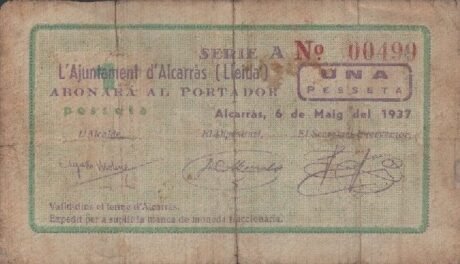 SERIE A Nº 00499
L'Ajuntament d'Alcarràs (Lleida)
UNA
PESSETA
ABONARÀ AL PORTADOR
pesseta
Alcarràs, 6 de Maig del 1937
L'Alcalde, El Dipositari, El Secretari-Interventor,
Vàlid dins el terme d'Alcarràs.
Expedit per a suplir la manca de moneda fraccionària.